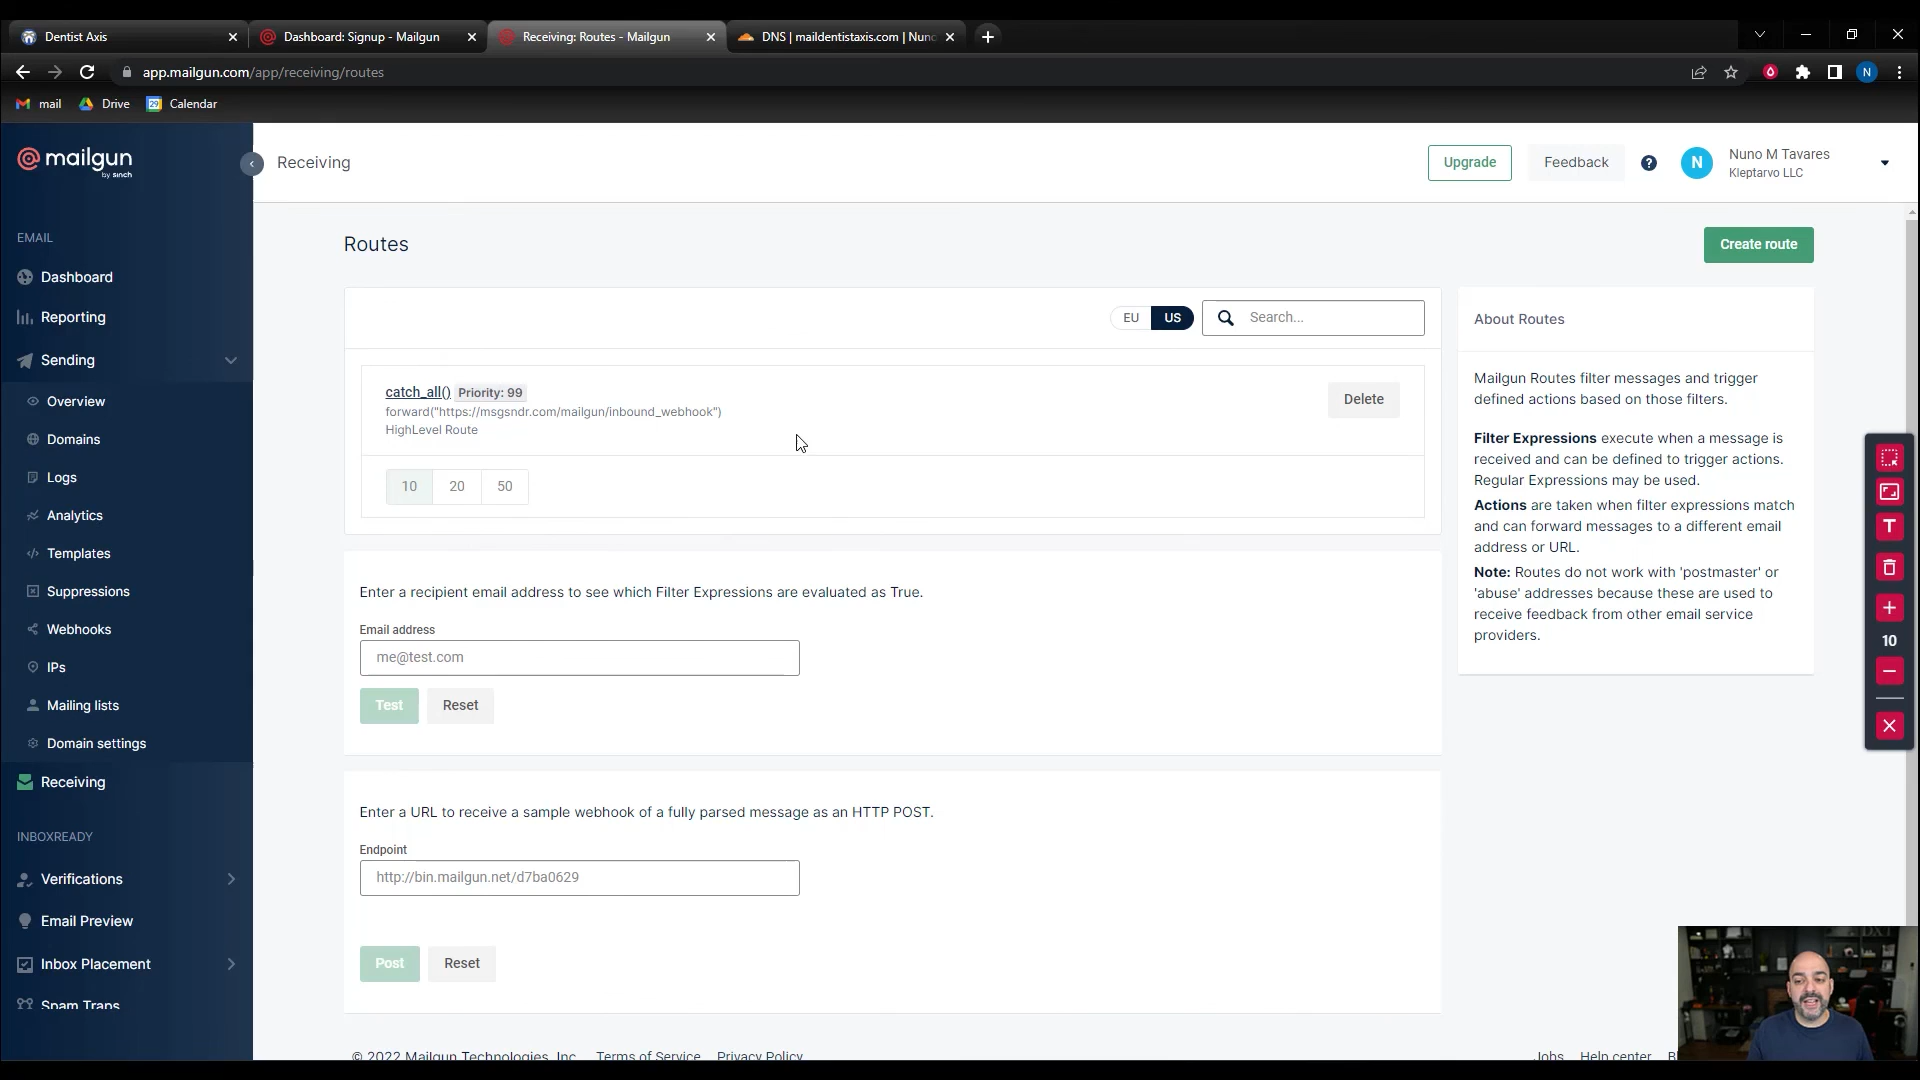 Dentist Axis
Dashboard: Signup - Mailgun
Receiving: Routes - Mailgun
DNS | maildentistaxis.com | Nuno
app.mailgun.com/app/receiving/routes
N
mail
Drive
29
Calendar
mailgun
by sinch
Receiving
Upgrade
Feedback
?
N
Nuno M Tavares
Kleptarvo LLC
EMAIL
Dashboard
Reporting
Sending
Overview
Domains
Logs
Analytics
Templates
Suppressions
Webhooks
IPs
Mailing lists
Domain settings
Receiving
INBOXREADY
Verifications
Email Preview
Inbox Placement
Spam Traps
Routes
Create route
EU
US
Search...
catch_all() Priority: 99
forward("https://msgsndr.com/mailgun/inbound_webhook")
HighLevel Route
Delete
10
20
50
Enter a recipient email address to see which Filter Expressions are evaluated as True.
Email address
me@test.com
Test
Reset
Enter a URL to receive a sample webhook of a fully parsed message as an HTTP POST.
Endpoint
http://bin.mailgun.net/d7ba0629
Post
Reset
About Routes
Mailgun Routes filter messages and trigger
defined actions based on those filters.
Filter Expressions execute when a message is
received and can be defined to trigger actions.
Regular Expressions may be used.
Actions are taken when filter expressions match
and can forward messages to a different email
address or URL.
Note: Routes do not work with 'postmaster' or
'abuse' addresses because these are used to
receive feedback from other email service
providers.
T
10
© 2022 Mailgun Technologies, Inc.
Terms of Service
Privacy Policy
Jobs
Help center